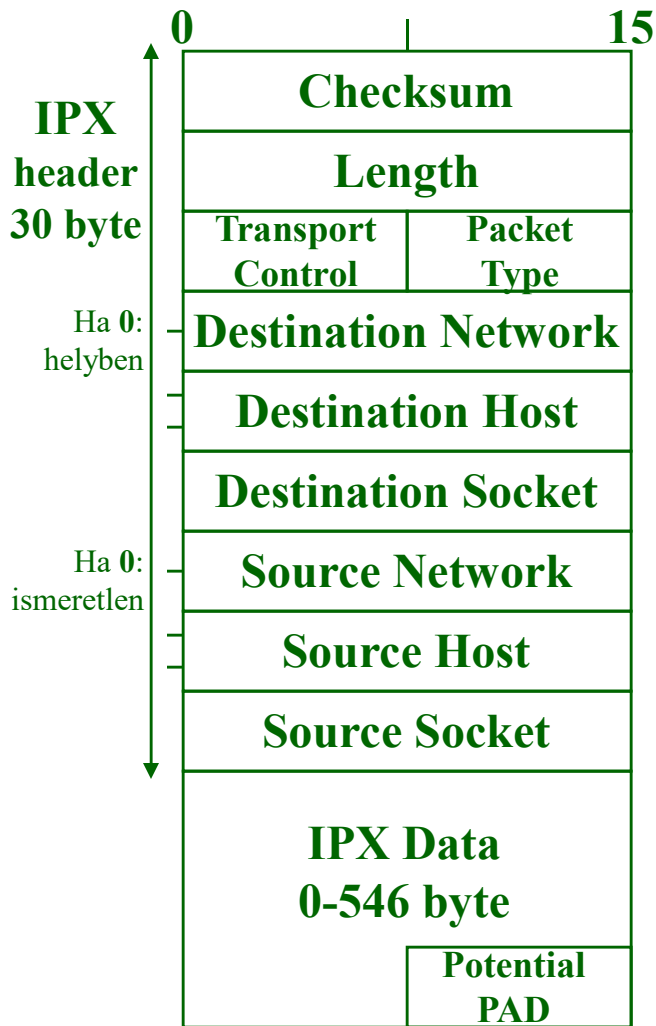 0 15
IPX
header
30 byte
Checksum
Length
Transport
Control
Packet
Type
Ha 0:
helyben
Destination Network
Destination Host
Destination Socket
Ha 0:
ismeretlen
Source Network
Source Host
Source Socket
IPX Data
0-546 byte
Potential
PAD